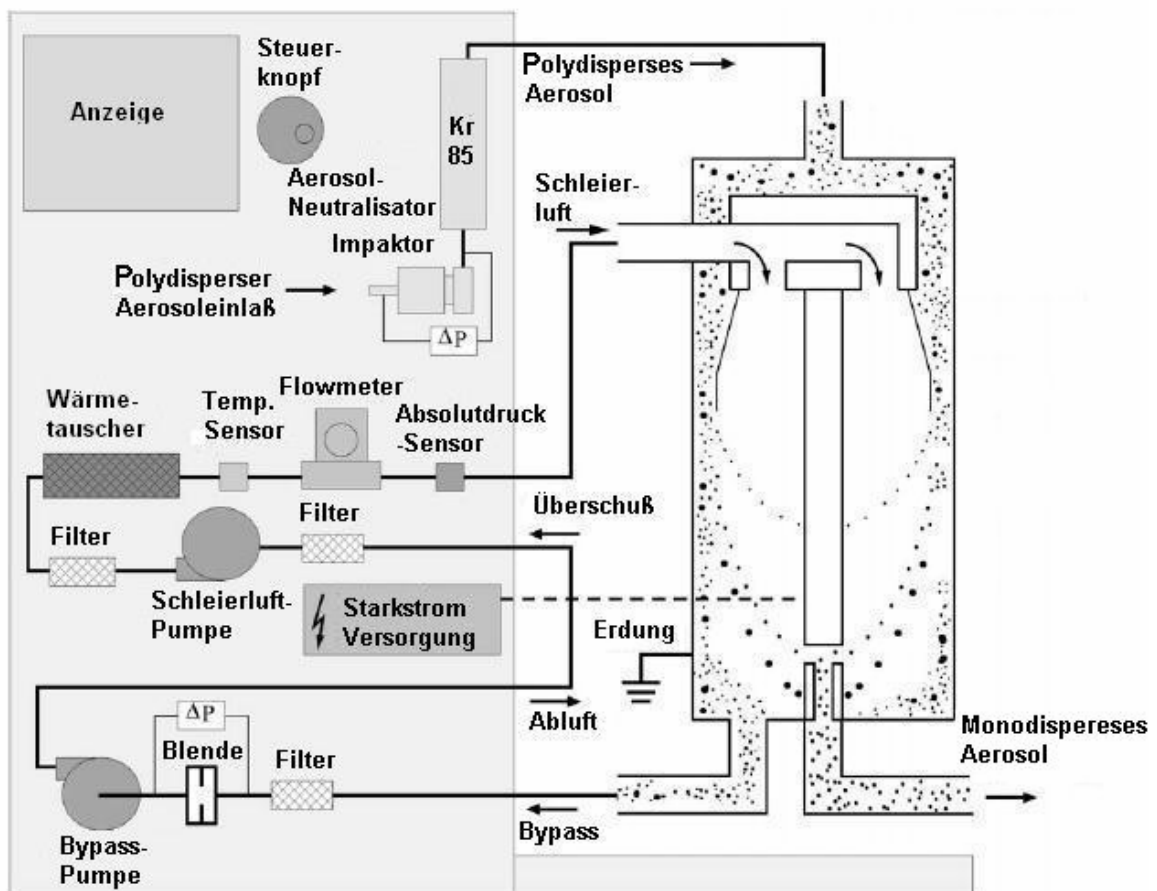 Steuer-
knopf
Anzeige
Polydisperses
Aerosol
Kr
85
Aerosol-
Neutralisator
Impaktor
Schleier-
luft
Polydisperser
Aerosoleinlaß
ΔP
Wärme-
tauscher
Temp.
Sensor
Flowmeter
Absolutdruck
-Sensor
Überschuß
Filter
Filter
Schleierluft-
Pumpe
Starkstrom
Versorgung
Erdung
Abluft
ΔP
Blende
Filter
Monodispereses
Aerosol
Bypass
Bypass-
Pumpe